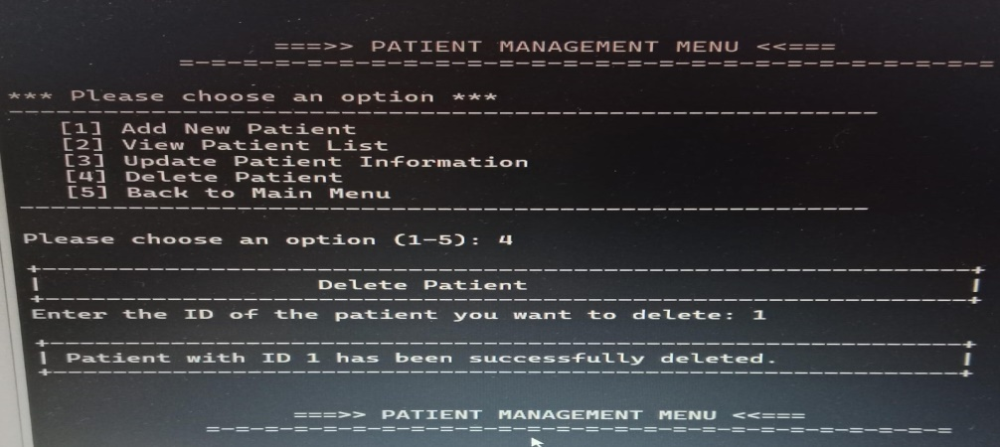 ===>> PATIENT MANAGEMENT MENU <<===
=-=-=-=-=-=-=-=-=-=-=-=-=-=-=-=-=-=-=-=-=-=-=-=-=-=-=
*** Please choose an option ***
----------------------------------------------------------------
[1] Add New Patient
[2] View Patient List
[3] Update Patient Information
[4] Delete Patient
[5] Back to Main Menu
----------------------------------------------------------------
Please choose an option (1-5): 4
+----------------------------------------------------------------+
| Delete Patient |
+----------------------------------------------------------------+
Enter the ID of the patient you want to delete: 1
+----------------------------------------------------------------+
| Patient with ID 1 has been successfully deleted. |
+----------------------------------------------------------------+
===>> PATIENT MANAGEMENT MENU <<===
=-=-=-=-=-=-=-=-=-=-=-=-=-=-=-=-=-=-=-=-=-=-=-=-=-=-=